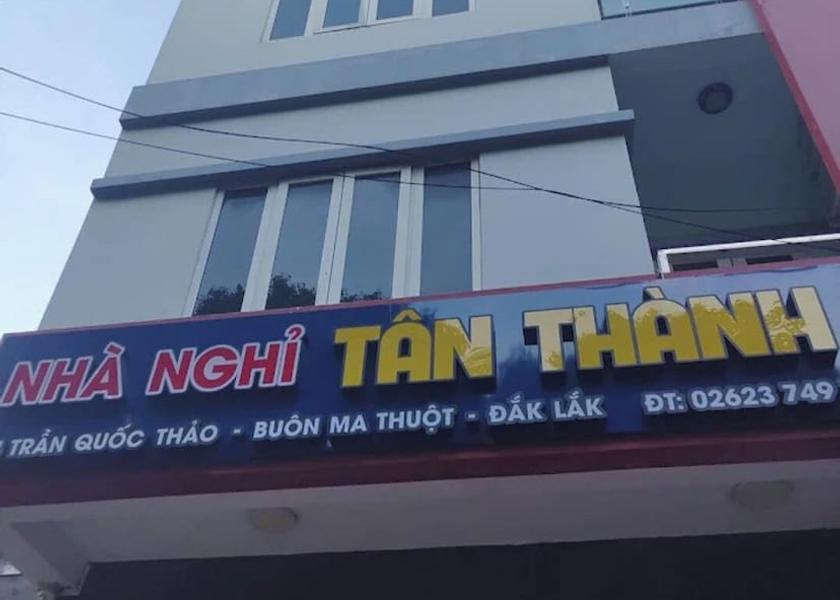 NHÀ NGHỈ TÂN THÀNH
TRẦN QUỐC THẢO - BUÔN MA THUỘT - ĐẮK LẮK ĐT: 02623 749